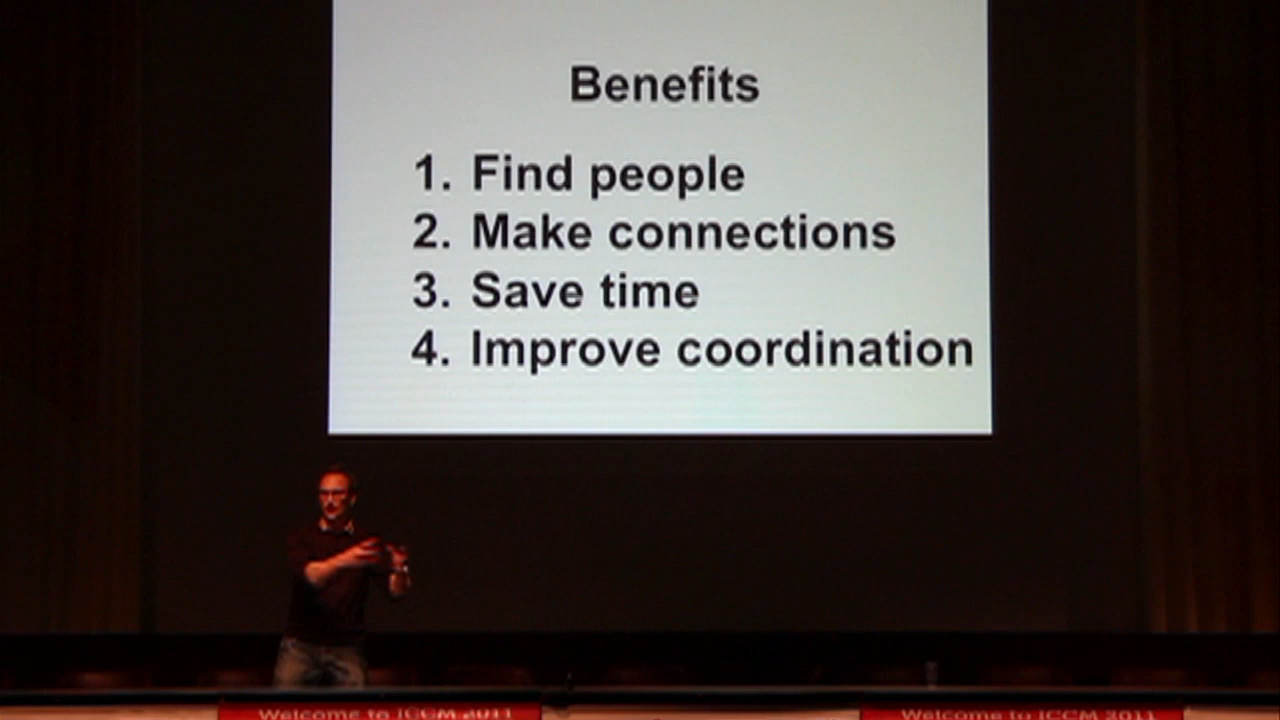 Benefits
1. Find people
2. Make connections
3. Save time
4. Improve coordination
Welcome to ICCM 2011
Welcome to ICCM 2011